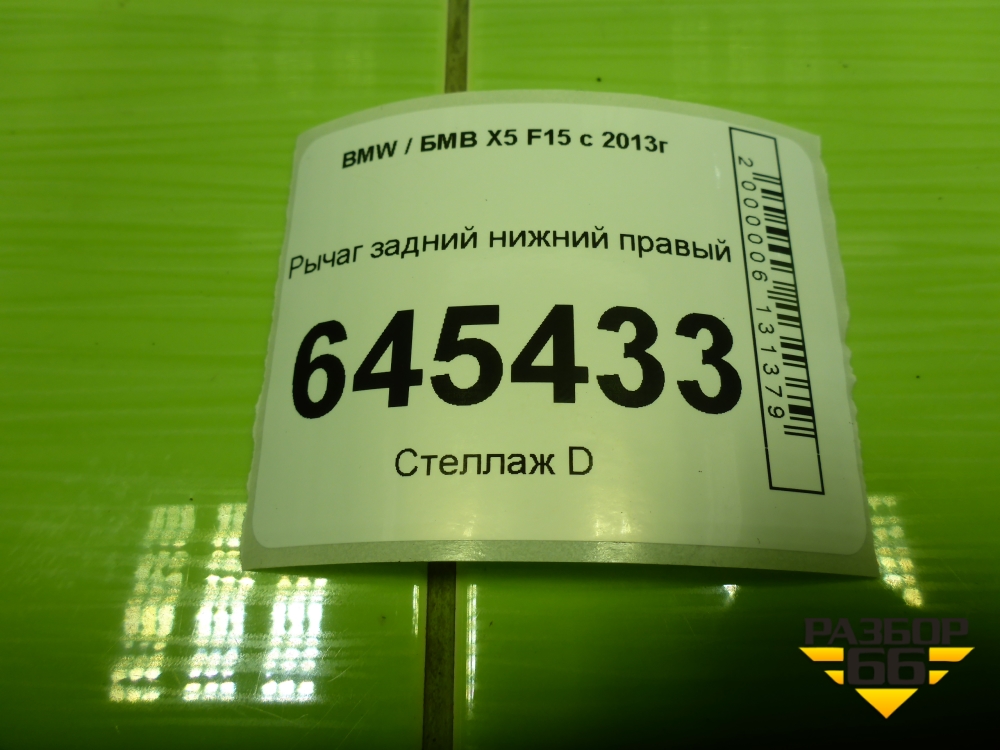 BMW / БМВ X5 F15 с 2013г
Рычаг задний нижний правый
645433
Стеллаж D
2000006131379
РАЗБОР
66